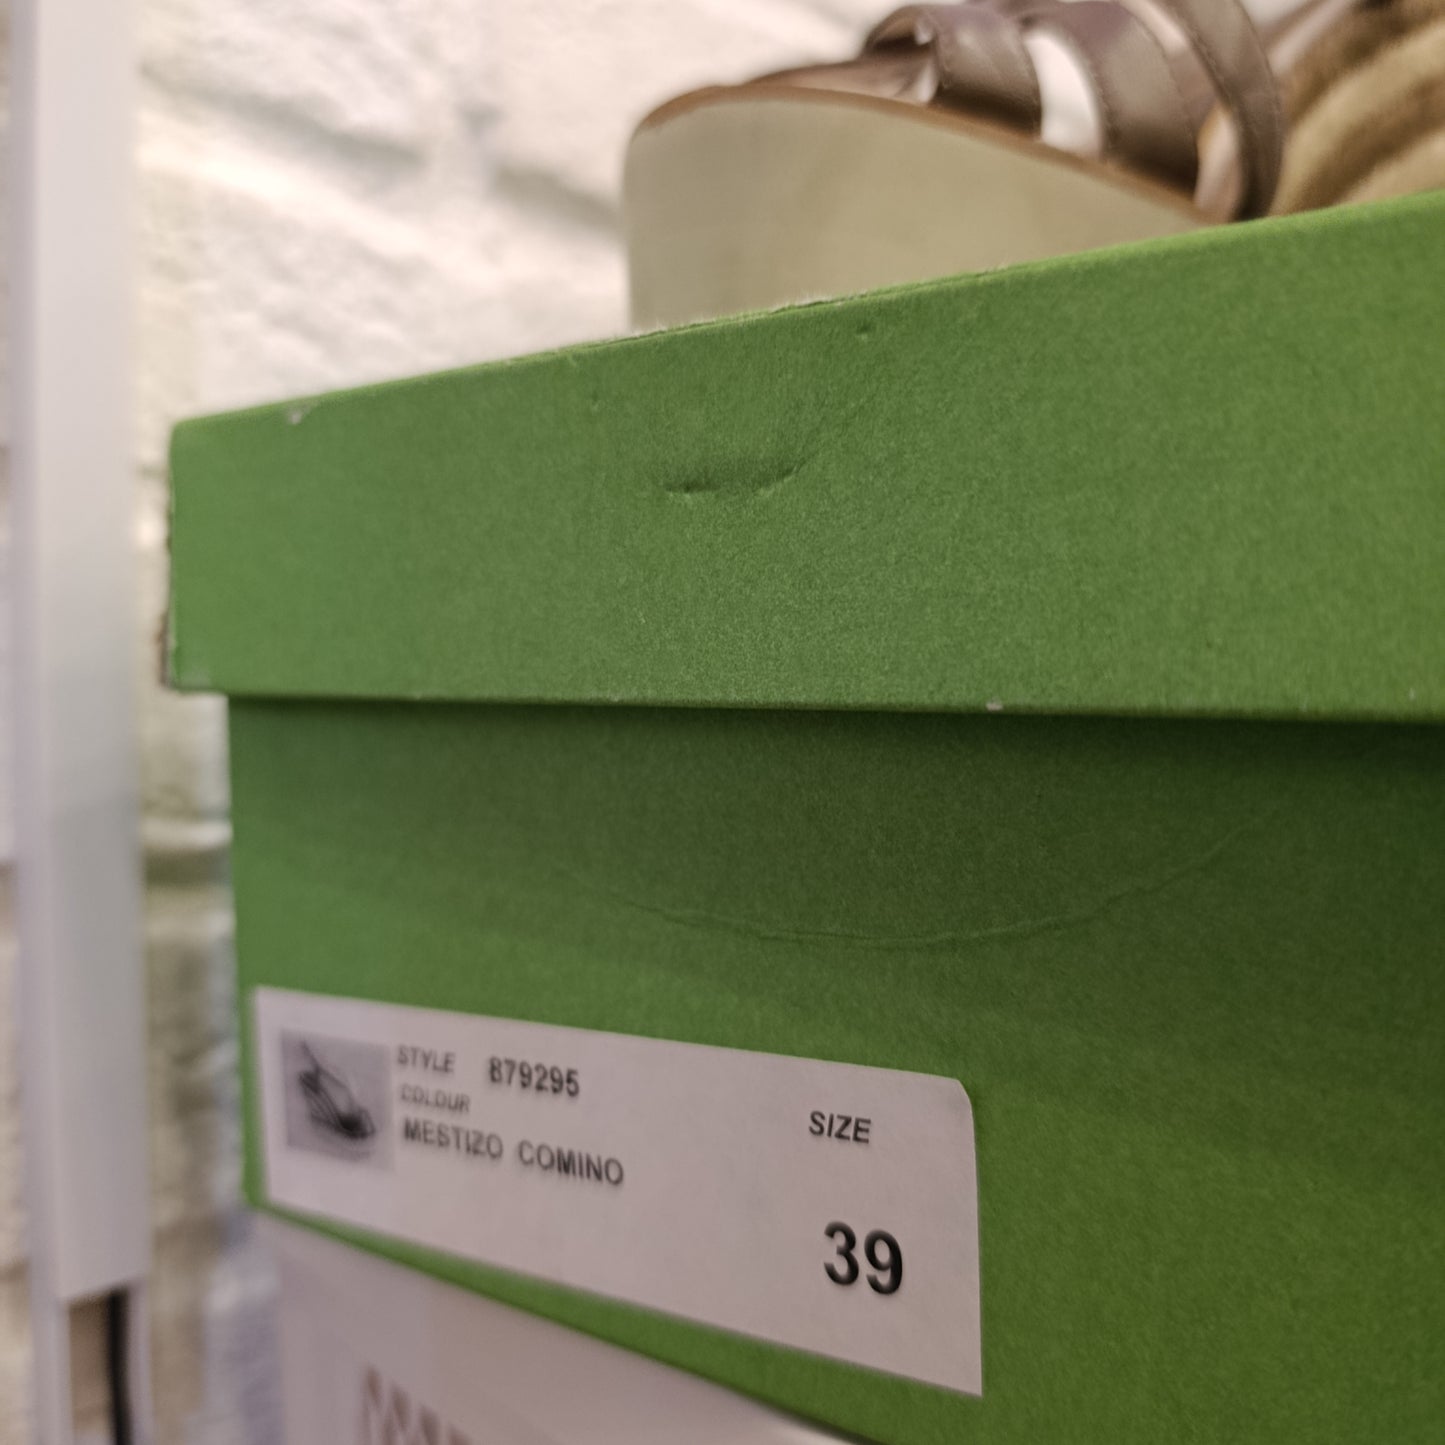 STYLE 879295
COLOUR
MESTIZO COMINO
SIZE
39